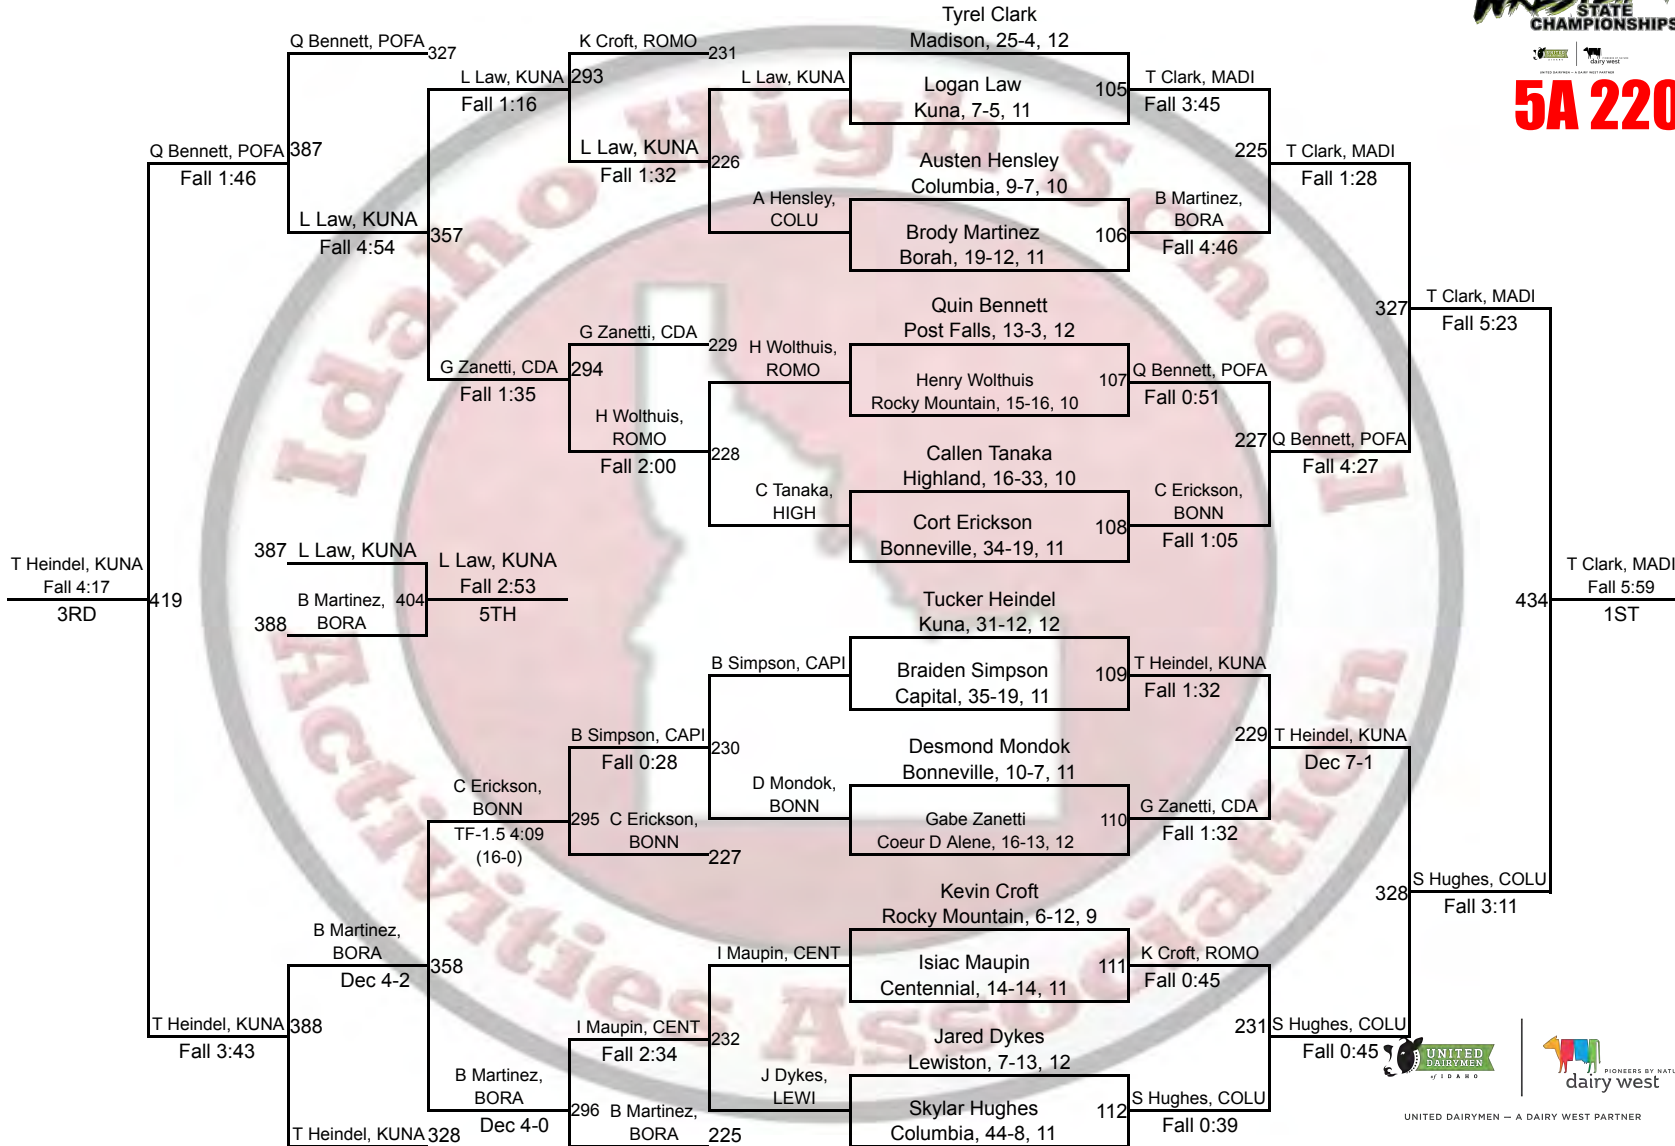 STATE
CHAMPIONSHIPS
dairy west
UNITED DAIRYMEN — A DAIRY WEST PARTNER
5A 220
Idaho High School
Activities Association
Q Bennett, POFA
327
L Law, KUNA
Fall 1:16
293
Q Bennett, POFA
Fall 1:46
387
L Law, KUNA
Fall 4:54
357
G Zanetti, CDA
Fall 1:35
294
K Croft, ROMO
231
L Law, KUNA
Fall 1:32
226
G Zanetti, CDA
229
H Wolthuis,
ROMO
Fall 2:00
228
L Law, KUNA
A Hensley,
COLU
H Wolthuis,
ROMO
C Tanaka,
HIGH
Tyrel Clark
Madison, 25-4, 12
Logan Law
Kuna, 7-5, 11
105
T Clark, MADI
Fall 3:45
Austen Hensley
Columbia, 9-7, 10
Brody Martinez
Borah, 19-12, 11
106
B Martinez,
BORA
Fall 4:46
225
T Clark, MADI
Fall 1:28
Quin Bennett
Post Falls, 13-3, 12
Henry Wolthuis
Rocky Mountain, 15-16, 10
107
Q Bennett, POFA
Fall 0:51
Callen Tanaka
Highland, 16-33, 10
Cort Erickson
Bonneville, 34-19, 11
108
C Erickson,
BONN
Fall 1:05
227
Q Bennett, POFA
Fall 4:27
327
T Clark, MADI
Fall 5:23
T Heindel, KUNA
Fall 4:17
3RD
419
387
L Law, KUNA
388
B Martinez,
BORA
404
L Law, KUNA
Fall 2:53
5TH
434
T Clark, MADI
Fall 5:59
1ST
Tucker Heindel
Kuna, 31-12, 12
Braiden Simpson
Capital, 35-19, 11
109
T Heindel, KUNA
Fall 1:32
Desmond Mondok
Bonneville, 10-7, 11
Gabe Zanetti
Coeur D Alene, 16-13, 12
110
G Zanetti, CDA
Fall 1:32
229
T Heindel, KUNA
Dec 7-1
B Simpson, CAPI
D Mondok,
BONN
B Simpson, CAPI
Fall 0:28
230
C Erickson,
BONN
TF-1.5 4:09
(16-0)
295
C Erickson,
BONN
227
Kevin Croft
Rocky Mountain, 6-12, 9
Isiac Maupin
Centennial, 14-14, 11
111
K Croft, ROMO
Fall 0:45
Jared Dykes
Lewiston, 7-13, 12
Skylar Hughes
Columbia, 44-8, 11
112
S Hughes, COLU
Fall 0:39
231
S Hughes, COLU
Fall 0:45
328
S Hughes, COLU
Fall 3:11
I Maupin, CENT
J Dykes,
LEWI
I Maupin, CENT
Fall 2:34
232
B Martinez,
BORA
Dec 4-2
358
T Heindel, KUNA
Fall 3:43
388
B Martinez,
BORA
Dec 4-0
296
B Martinez,
BORA
225
T Heindel, KUNA
328
UNITED
DAIRYMEN
of IDAHO
PIONEERS BY NATU
dairy west
UNITED DAIRYMEN — A DAIRY WEST PARTNER